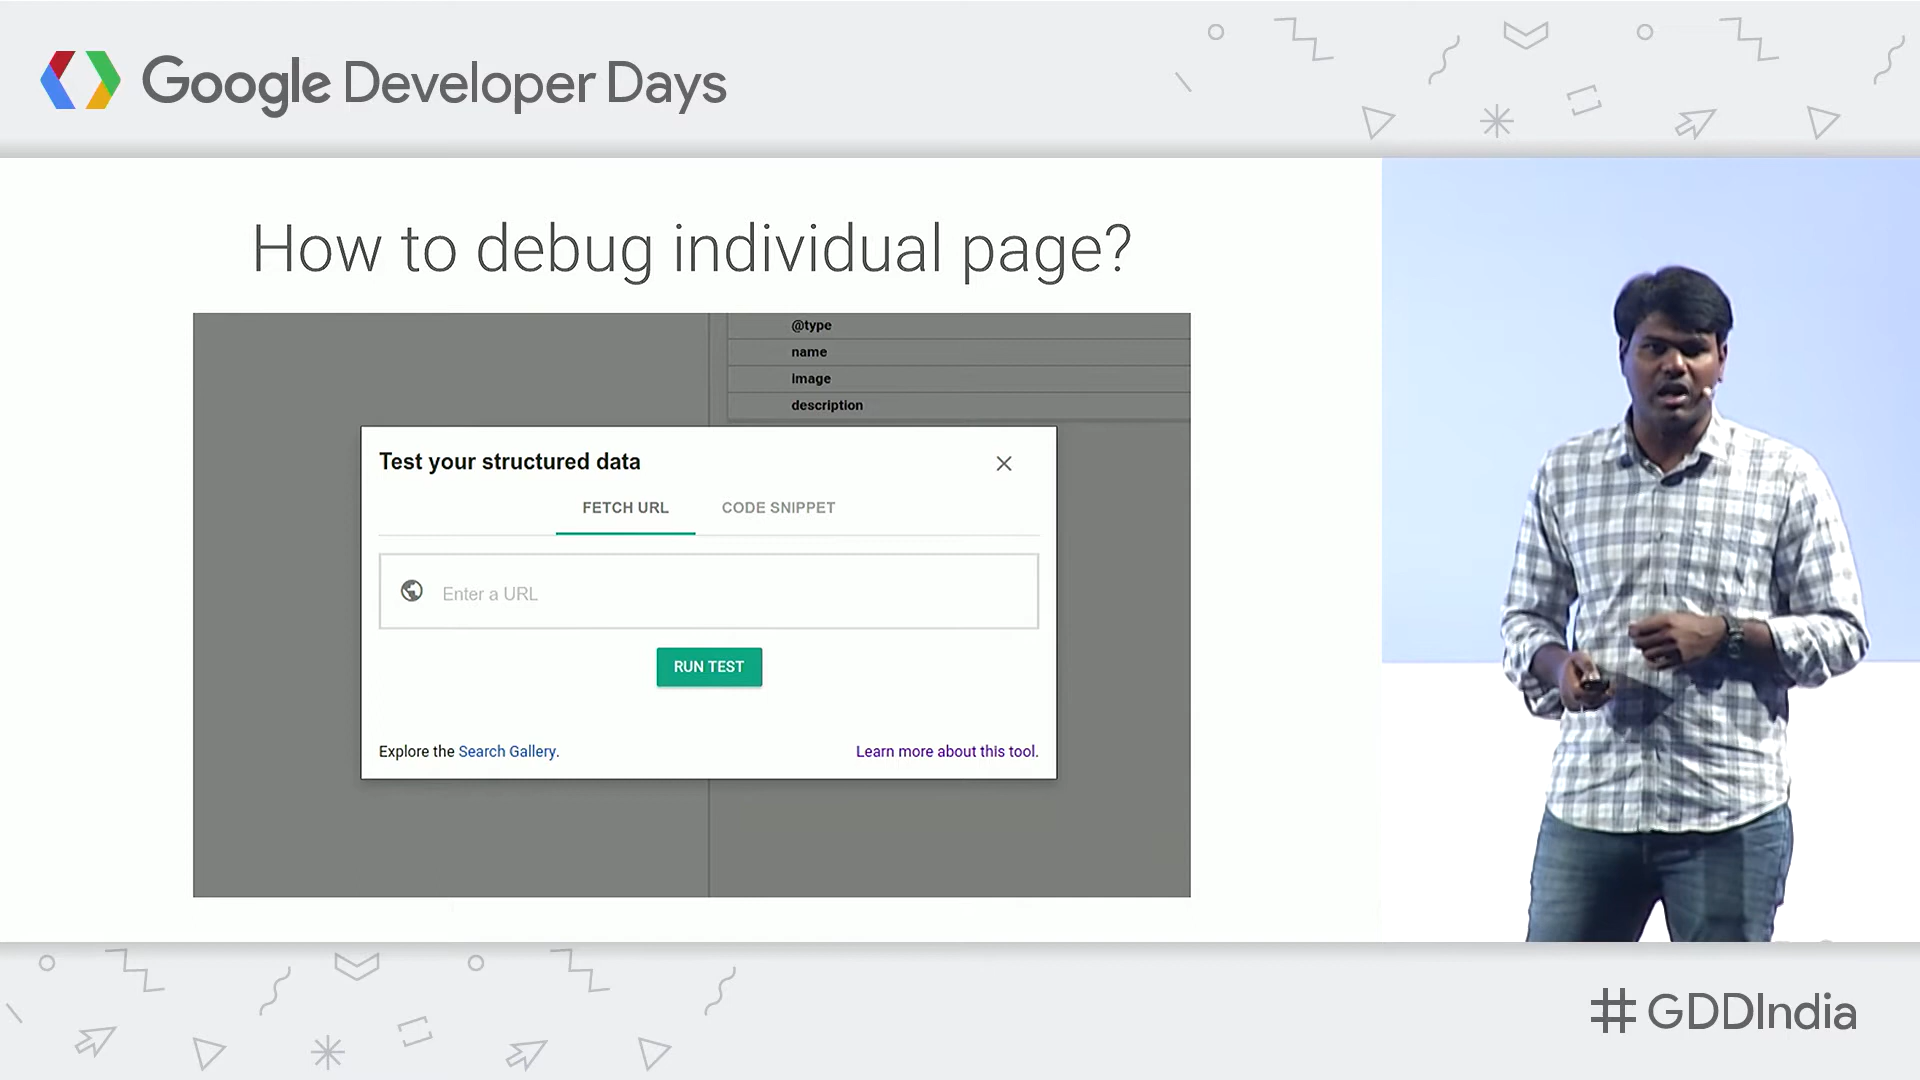 Google Developer Days
How to debug individual page?
@type
name
image
description
Test your structured data
FETCH URL
CODE SNIPPET
Enter a URL
RUN TEST
Explore the Search Gallery.
Learn more about this tool.
#GDDIndia